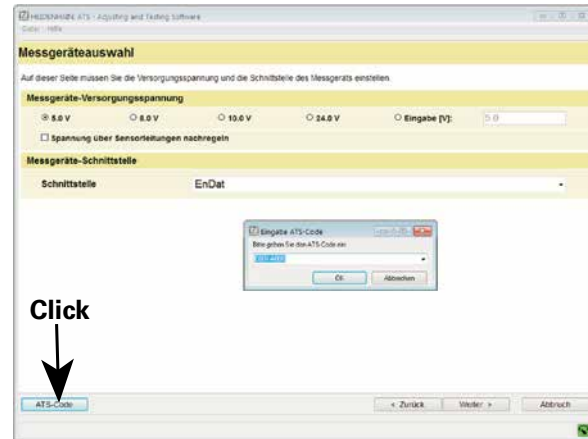 HEIDENHAIN ATS - Adjusting and Testing Software
Datei Hilfe
Messgeräteauswahl
Auf dieser Seite müssen Sie die Versorgungsspannung und die Schnittstelle des Messgeräts einstellen
Messgeräte-Versorgungsspannung
5.0 V 8.0 V 10.0 V 24.0 V Eingabe [V]: 5.0
Spannung über Sensorleitungen nachregeln
Messgeräte-Schnittstelle
Schnittstelle EnDat
Eingabe ATS-Code
Bitte geben Sie den ATS-Code ein
OK Abbrechen
Click
ATS-Code < Zurück Weiter > Abbruch